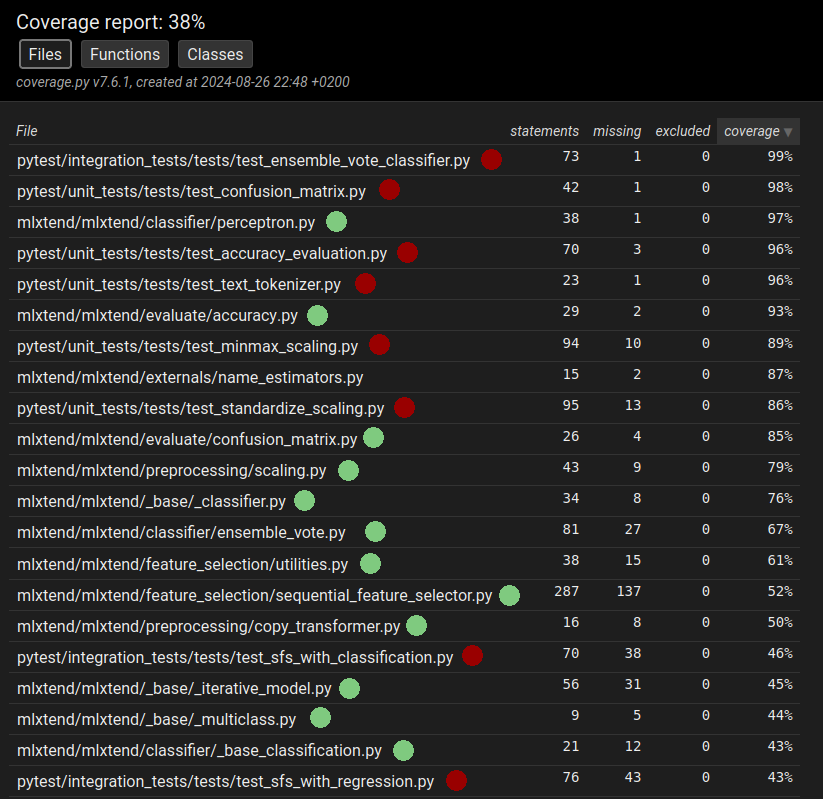 Coverage report: 38%
Files Functions Classes
coverage.py v7.6.1, created at 2024-08-26 22:48 +0200
File statements missing excluded coverage ▼
pytest/integration_tests/tests/test_ensemble_vote_classifier.py 73 1 0 99%
pytest/unit_tests/tests/test_confusion_matrix.py 42 1 0 98%
mlxtend/mlxtend/classifier/perceptron.py 38 1 0 97%
pytest/unit_tests/tests/test_accuracy_evaluation.py 70 3 0 96%
pytest/unit_tests/tests/test_text_tokenizer.py 23 1 0 96%
mlxtend/mlxtend/evaluate/accuracy.py 29 2 0 93%
pytest/unit_tests/tests/test_minmax_scaling.py 94 10 0 89%
mlxtend/mlxtend/externals/name_estimators.py 15 2 0 87%
pytest/unit_tests/tests/test_standardize_scaling.py 95 13 0 86%
mlxtend/mlxtend/evaluate/confusion_matrix.py 26 4 0 85%
mlxtend/mlxtend/preprocessing/scaling.py 43 9 0 79%
mlxtend/mlxtend/_base/_classifier.py 34 8 0 76%
mlxtend/mlxtend/classifier/ensemble_vote.py 81 27 0 67%
mlxtend/mlxtend/feature_selection/utilities.py 38 15 0 61%
mlxtend/mlxtend/feature_selection/sequential_feature_selector.py 287 137 0 52%
mlxtend/mlxtend/preprocessing/copy_transformer.py 16 8 0 50%
pytest/integration_tests/tests/test_sfs_with_classification.py 70 38 0 46%
mlxtend/mlxtend/_base/_iterative_model.py 56 31 0 45%
mlxtend/mlxtend/_base/_multiclass.py 9 5 0 44%
mlxtend/mlxtend/classifier/_base_classification.py 21 12 0 43%
pytest/integration_tests/tests/test_sfs_with_regression.py 76 43 0 43%